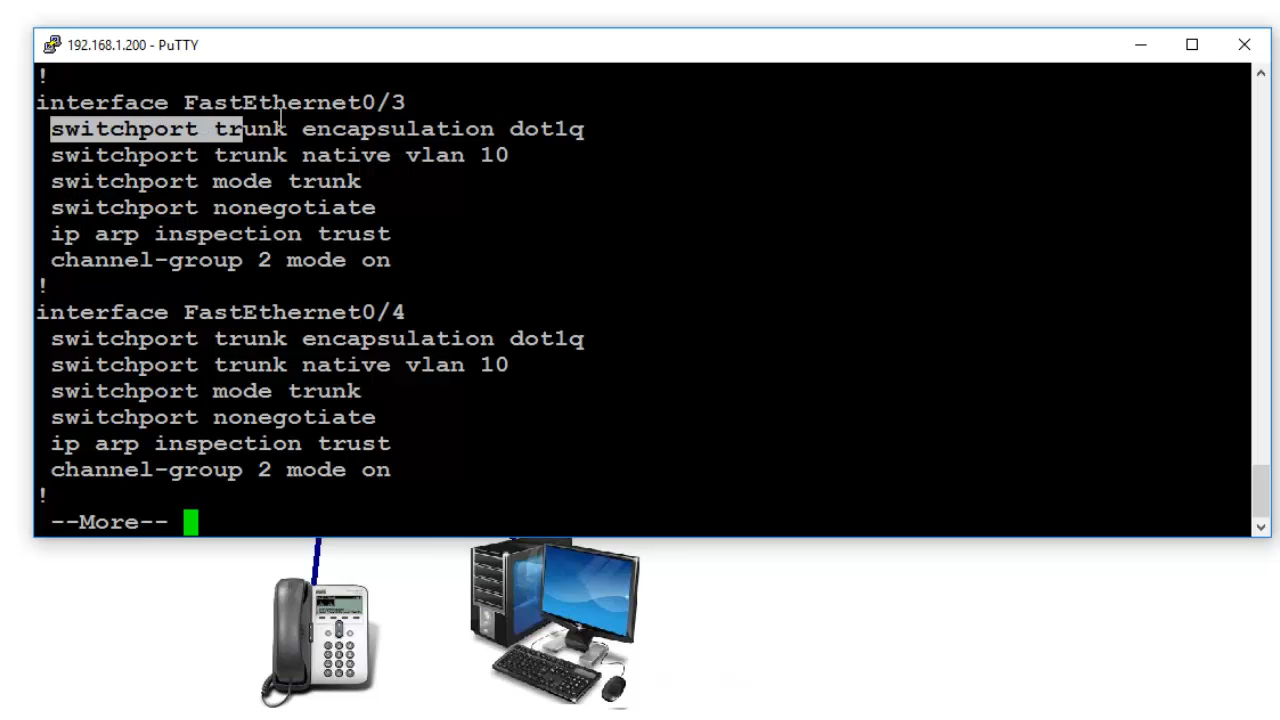 192.168.1.200 - PuTTY
!
interface FastEthernet0/3
switchport trunk encapsulation dot1q
switchport trunk native vlan 10
switchport mode trunk
switchport nonegotiate
ip arp inspection trust
channel-group 2 mode on
!
interface FastEthernet0/4
switchport trunk encapsulation dot1q
switchport trunk native vlan 10
switchport mode trunk
switchport nonegotiate
ip arp inspection trust
channel-group 2 mode on
!
--More--